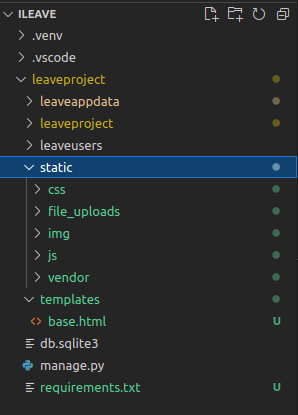 ILEAVE
.venv
.vscode
leaveproject
leaveappdata
leaveproject
leaveusers
static
css
file_uploads
img
js
vendor
templates
base.html U
db.sqlite3
manage.py
requirements.txt U